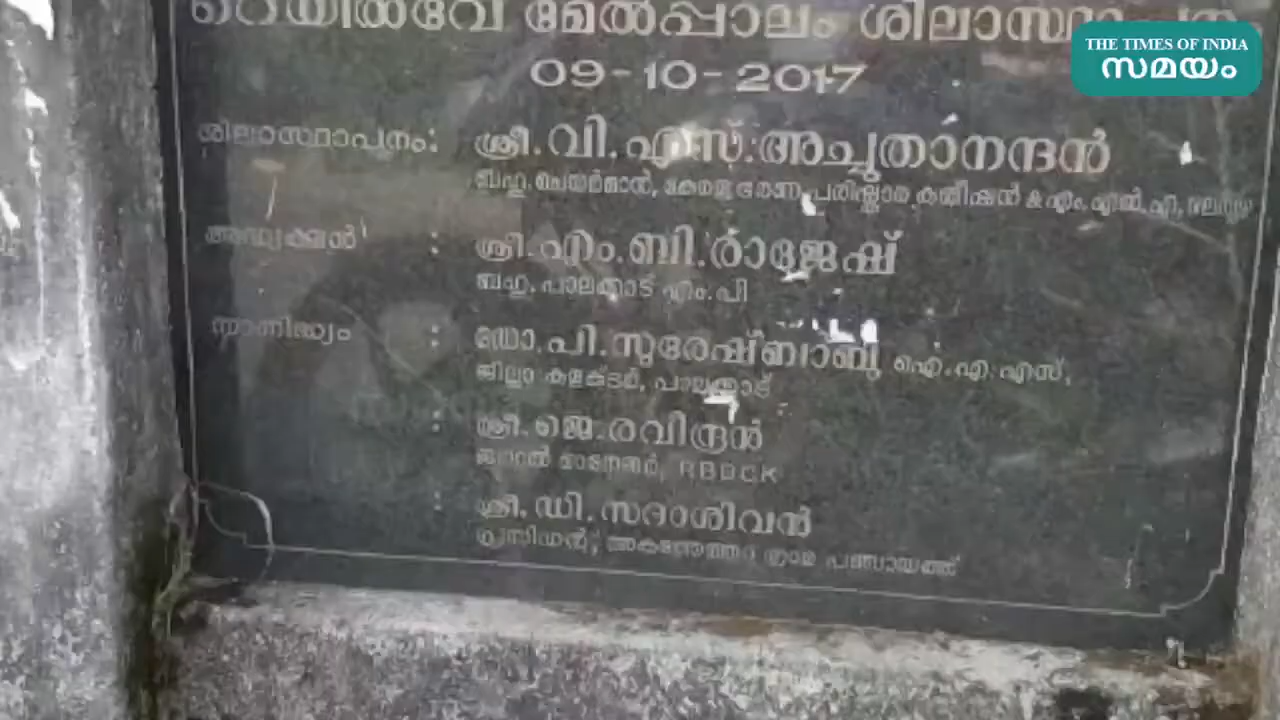 റെയിൽവേ മേൽപ്പാലം ശിലാസ്ഥാപനം
THE TIMES OF INDIA
സമയം
09-10-2017
ശിലാസ്ഥാപനം: ശ്രീ.വി.എസ്.അച്ചുതാനന്ദൻ
ബഹു.ചെയർമാൻ, കേരള ഭരണ പരിഷ്ക്കാര കമ്മീഷൻ & എം.എൽ.എ,
അദ്ധ്യക്ഷൻ : ശ്രീ.എം.ബി.രാജേഷ്
ബഹു.പാലക്കാട് എം.പി
സാന്നിദ്ധ്യം : ഡോ.പി.സുരേഷ്ബാബു ഐ.എ.എസ്,
ജില്ലാ കളക്ടർ, പാലക്കാട്
: ശ്രീ.ജെ.രവീന്ദ്രൻ
ജനറൽ മാനേജർ, RBDCK
: ശ്രീ.ഡി.സദാശിവൻ
പ്രസിഡന്റ്, അകത്തേത്തറ ഗ്രാമ പഞ്ചായത്ത്